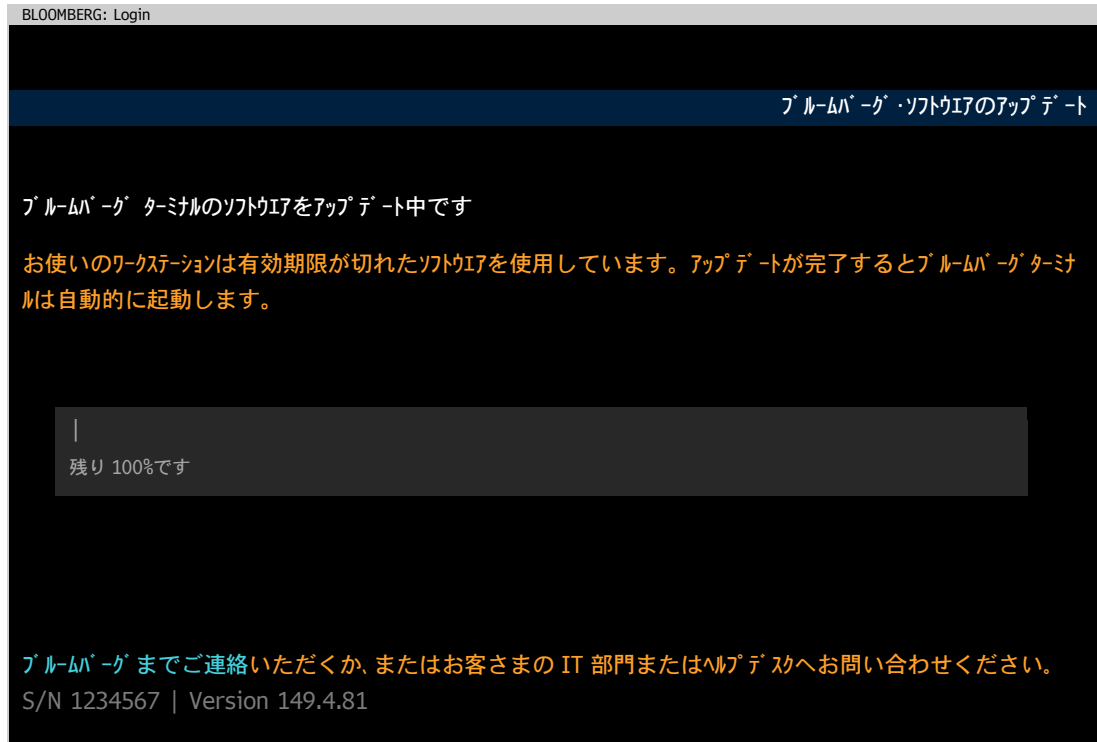 BLOOMBERG: Login
ﾌﾞﾙｰﾑﾊﾞｰｸﾞ・ｿﾌﾄｳｴｱのｱｯﾌﾟﾃﾞｰﾄ
ﾌﾞﾙｰﾑﾊﾞｰｸﾞ ﾀｰﾐﾅﾙのｿﾌﾄｳｴｱをｱｯﾌﾟﾃﾞｰﾄ中です
お使いのﾜｰｸｽﾃｰｼｮﾝは有効期限が切れたｿﾌﾄｳｴｱを使用しています。ｱｯﾌﾟﾃﾞｰﾄが完了するとﾌﾞﾙｰﾑﾊﾞｰｸﾞﾀｰﾐﾅ
ﾙは自動的に起動します。
残り 100%です
ﾌﾞﾙｰﾑﾊﾞｰｸﾞまでご連絡いただくか、またはお客さまの IT 部門またはﾍﾙﾌﾟﾃﾞｽｸへお問い合わせください。
S/N 1234567 | Version 149.4.81